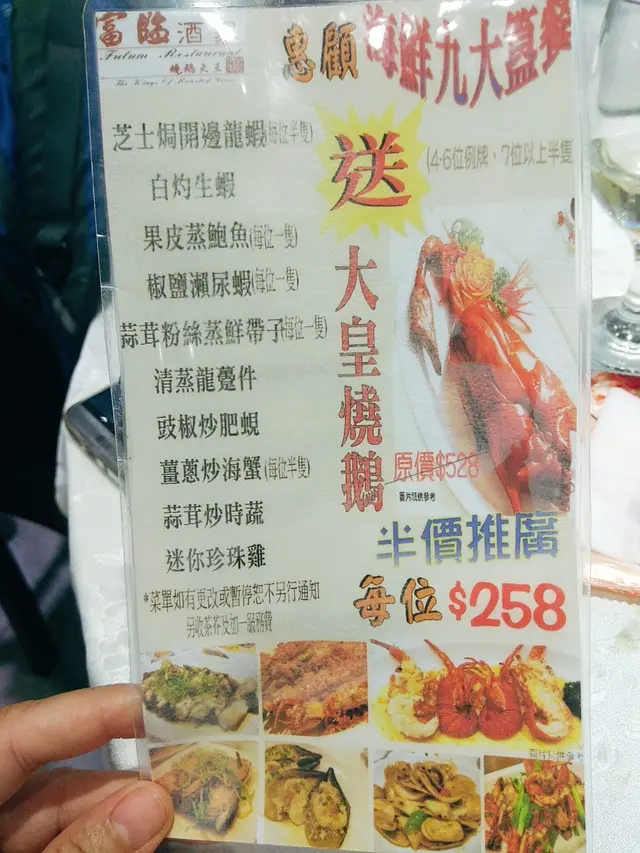 富臨酒家
Fulum Restaurant
燒鵝大王
The Kings Of Roasted Goose
惠顧
海鮮九大簋餐
芝士焗開邊龍蝦(每位半隻)
白灼生蝦
果皮蒸鮑魚(每位一隻)
椒鹽瀨尿蝦(每位一隻)
蒜茸粉絲蒸鮮帶子(每位一隻)
清蒸龍躉件
豉椒炒肥蜆
薑蔥炒海蟹(每位半隻)
蒜茸炒時蔬
迷你珍珠雞
*菜單如有更改或暫停恕不另行通知
另收茶芥及加一服務費
送
(4-6位例牌、7位以上半隻
大皇燒鵝
原價$528
圖片祇供參考
半價推廣
每位$258
圖片只供參